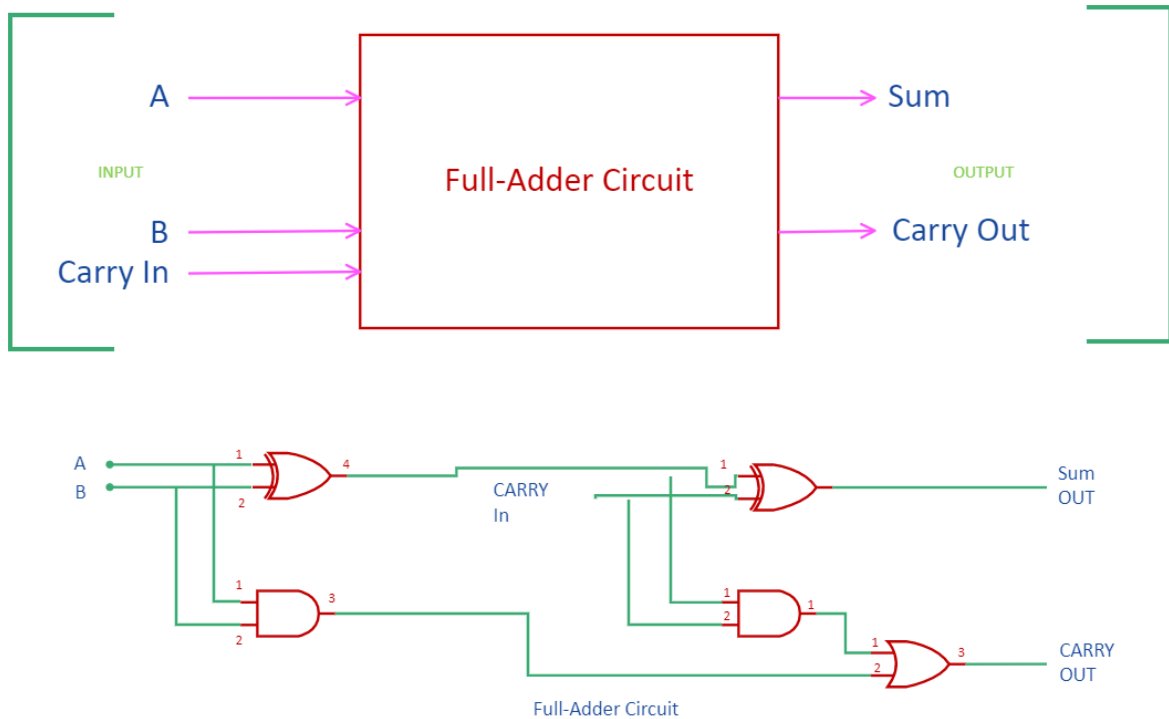 A
Sum
INPUT
Full-Adder Circuit
OUTPUT
B
Carry Out
Carry In
A
B
1
2
4
CARRY
In
1
2
Sum
OUT
1
2
3
1
2
1
1
2
3
CARRY
OUT
Full-Adder Circuit